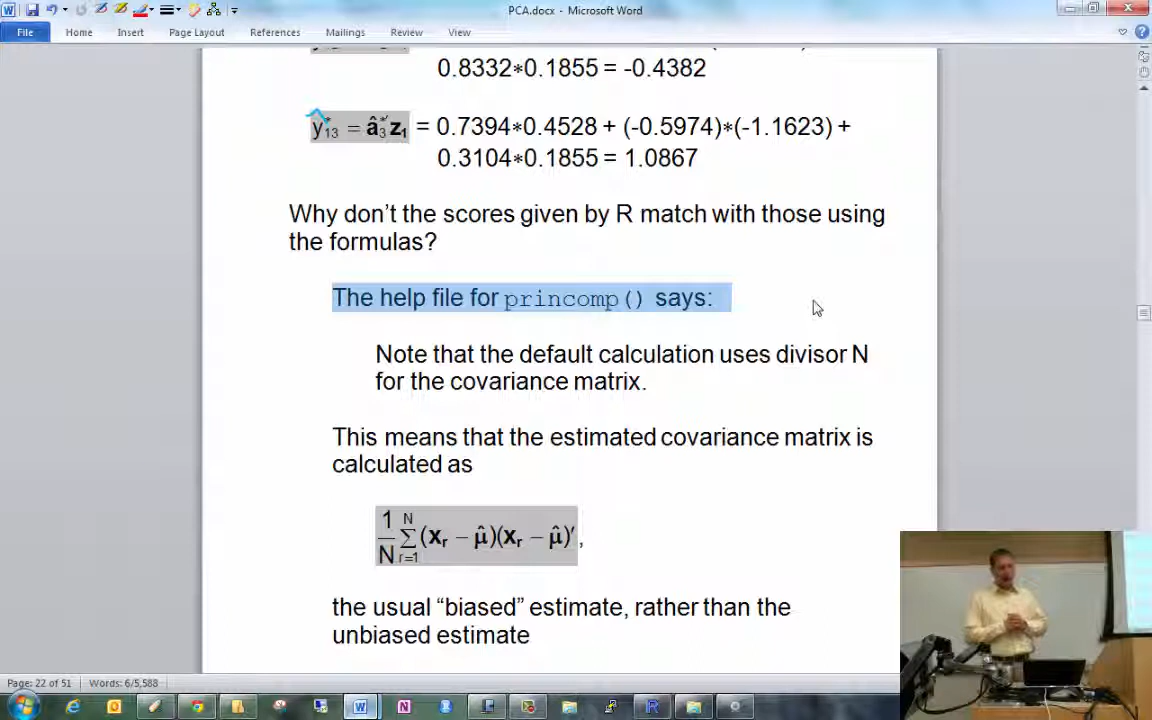 PCA.docx - Microsoft Word
File Home Insert Page Layout References Mailings Review View
0.8332∗0.1855 = -0.4382
y*13 = â*′3z1 = 0.7394∗0.4528 + (-0.5974)∗(-1.1623) +
0.3104∗0.1855 = 1.0867
Why don’t the scores given by R match with those using
the formulas?
The help file for princomp() says:
Note that the default calculation uses divisor N
for the covariance matrix.
This means that the estimated covariance matrix is
calculated as
1/N N∑r=1 (xr − μ̂)(xr − μ̂)′,
the usual “biased” estimate, rather than the
unbiased estimate
Page: 22 of 51 Words: 6/5,588